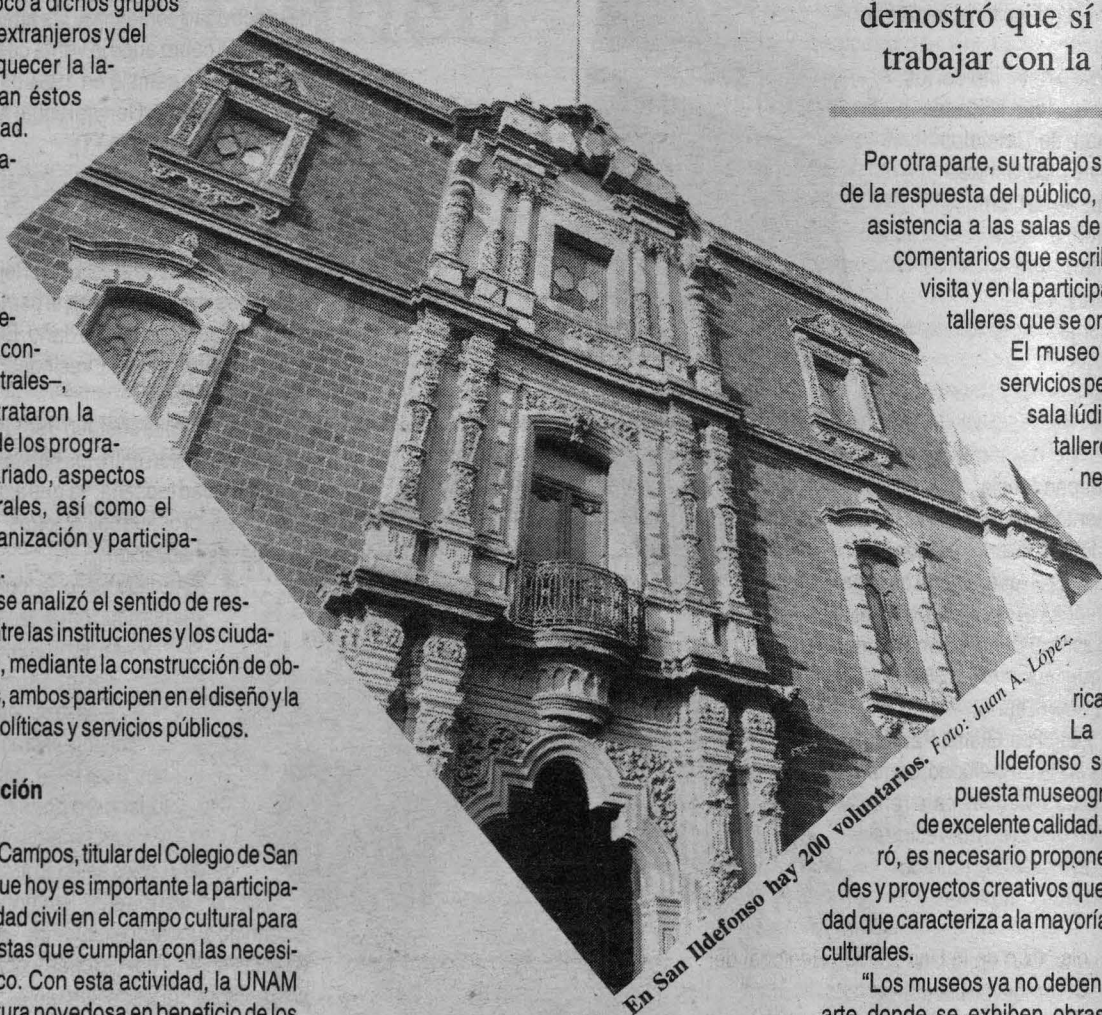 oco a dichos grupos
extranjeros y del
quecer la la-
an éstos
ad.
a-
e-
con-
trales–,
rataron la
de los progra-
riado, aspectos
rales, así como el
anización y participa-
.
se analizó el sentido de res-
tre las instituciones y los ciuda-
, mediante la construcción de ob-
s, ambos participen en el diseño y la
olíticas y servicios públicos.
ción
Campos, titular del Colegio de San
ue hoy es importante la participa-
dad civil en el campo cultural para
stas que cumplan con las necesi-
co. Con esta actividad, la UNAM
tura novedosa en beneficio de los
En San Ildefonso hay 200 voluntarios. Foto: Juan A. López.
demostró que sí
trabajar con la
Por otra parte, su trabajo s
de la respuesta del público,
asistencia a las salas de
comentarios que escri
visita y en la participa
talleres que se or
El museo
servicios pe
sala lúdi
taller
ne
rica
La
Ildefonso s
puesta museogr
de excelente calidad.
ró, es necesario propone
des y proyectos creativos que
dad que caracteriza a la mayoría
culturales.
"Los museos ya no deben
arte donde se exhiben obras